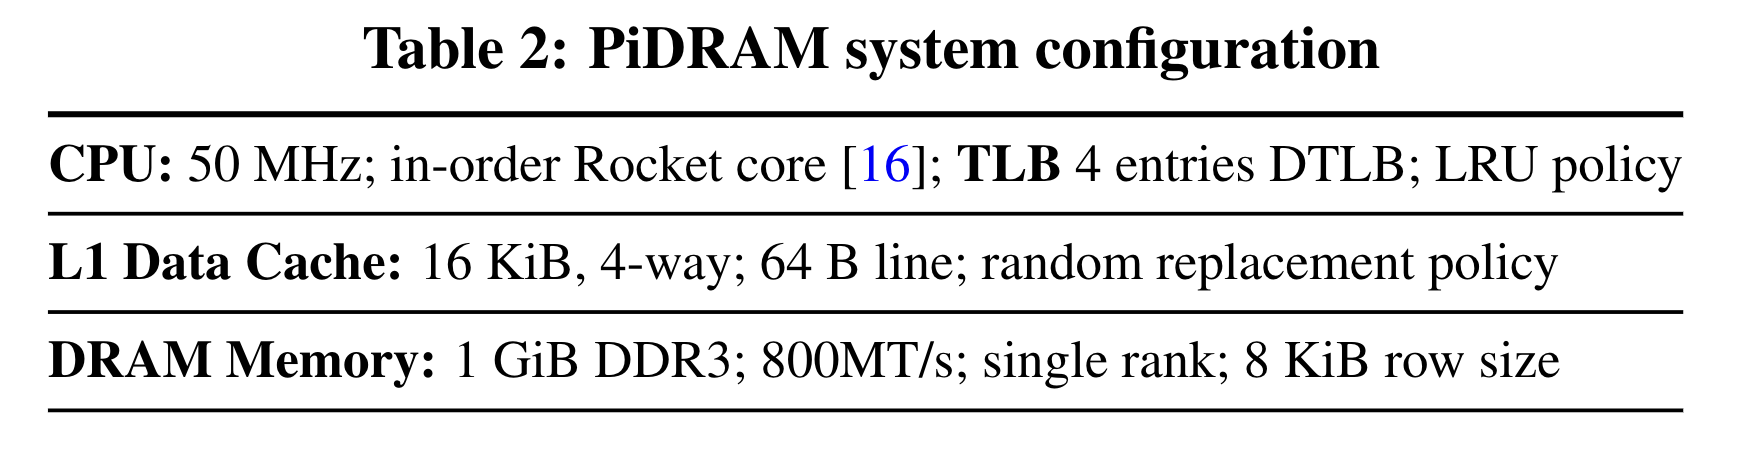 Table 2: PiDRAM system configuration
CPU: 50 MHz; in-order Rocket core [16]; TLB 4 entries DTLB; LRU policy
L1 Data Cache: 16 KiB, 4-way; 64 B line; random replacement policy
DRAM Memory: 1 GiB DDR3; 800MT/s; single rank; 8 KiB row size